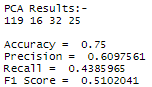 PCA Results:-
119 16 32 25
Accuracy = 0.75
Precision = 0.6097561
Recall = 0.4385965
F1 Score = 0.5102041